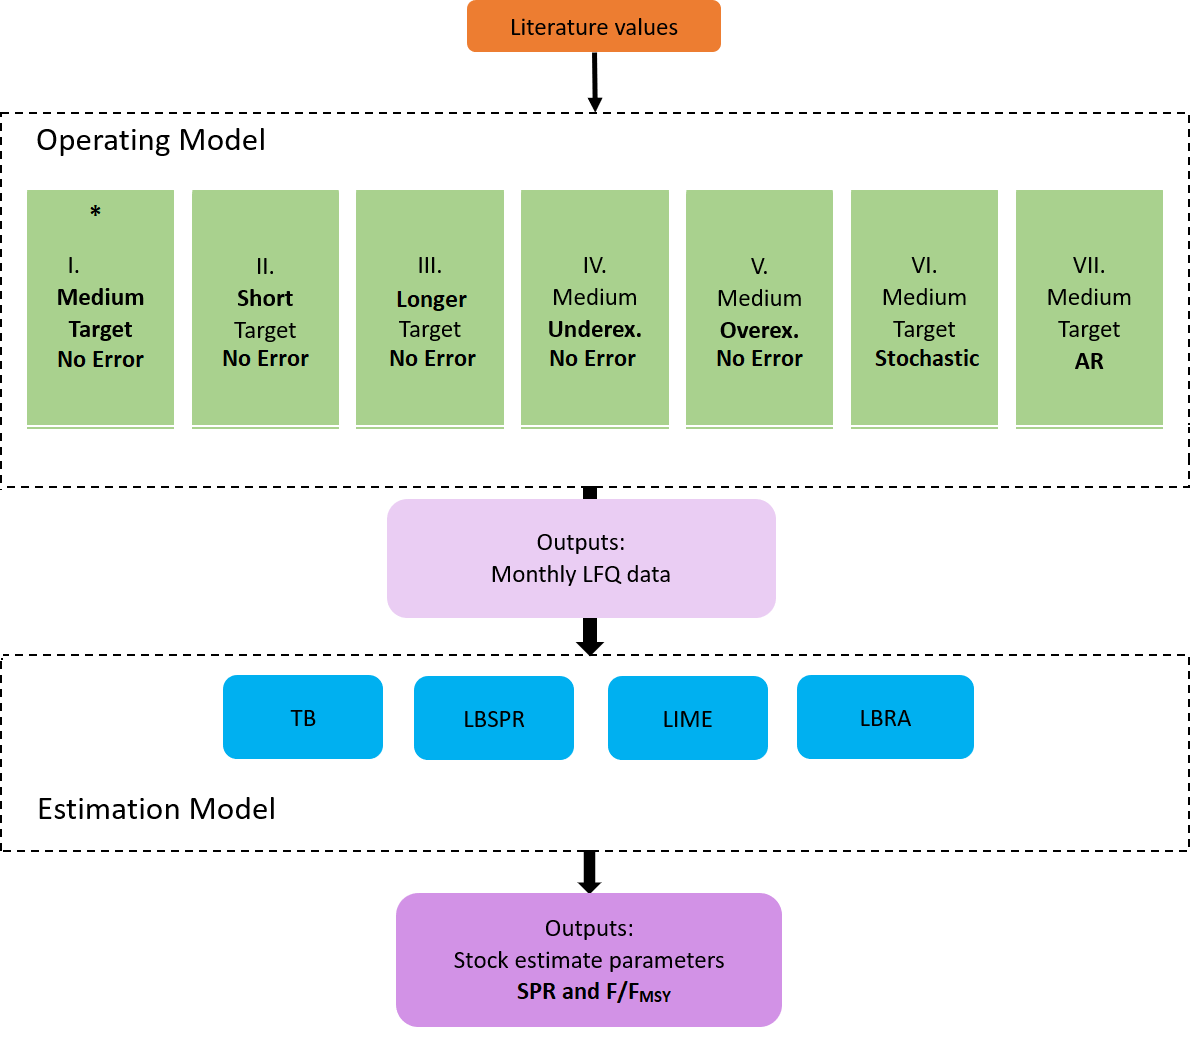 Literature values
Operating Model
*
I.
Medium
Target
No Error
II.
Short
Target
No Error
III.
Longer
Target
No Error
IV.
Medium
Underex.
No Error
V.
Medium
Overex.
No Error
VI.
Medium
Target
Stochastic
VII.
Medium
Target
AR
Outputs:
Monthly LFQ data
TB
LBSPR
LIME
LBRA
Estimation Model
Outputs:
Stock estimate parameters
SPR and F/FMSY